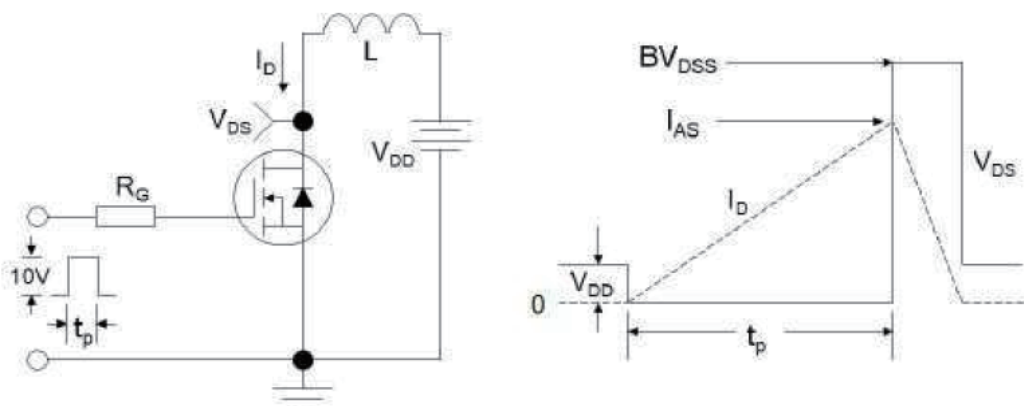 L
I_D
V_DS
V_DD
R_G
10V
t_p
BV_DSS
I_AS
V_DS
I_D
V_DD
0
t_p